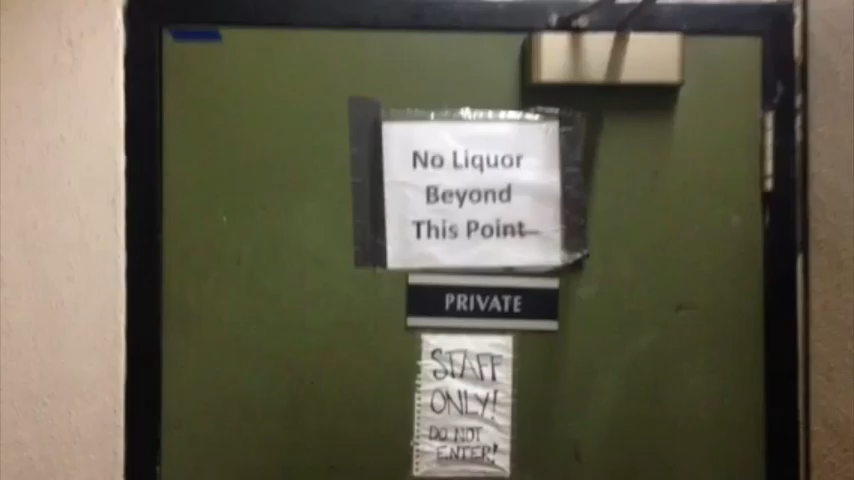 No Liquor
Beyond
This Point
PRIVATE
STAFF
ONLY!
DO NOT
ENTER!